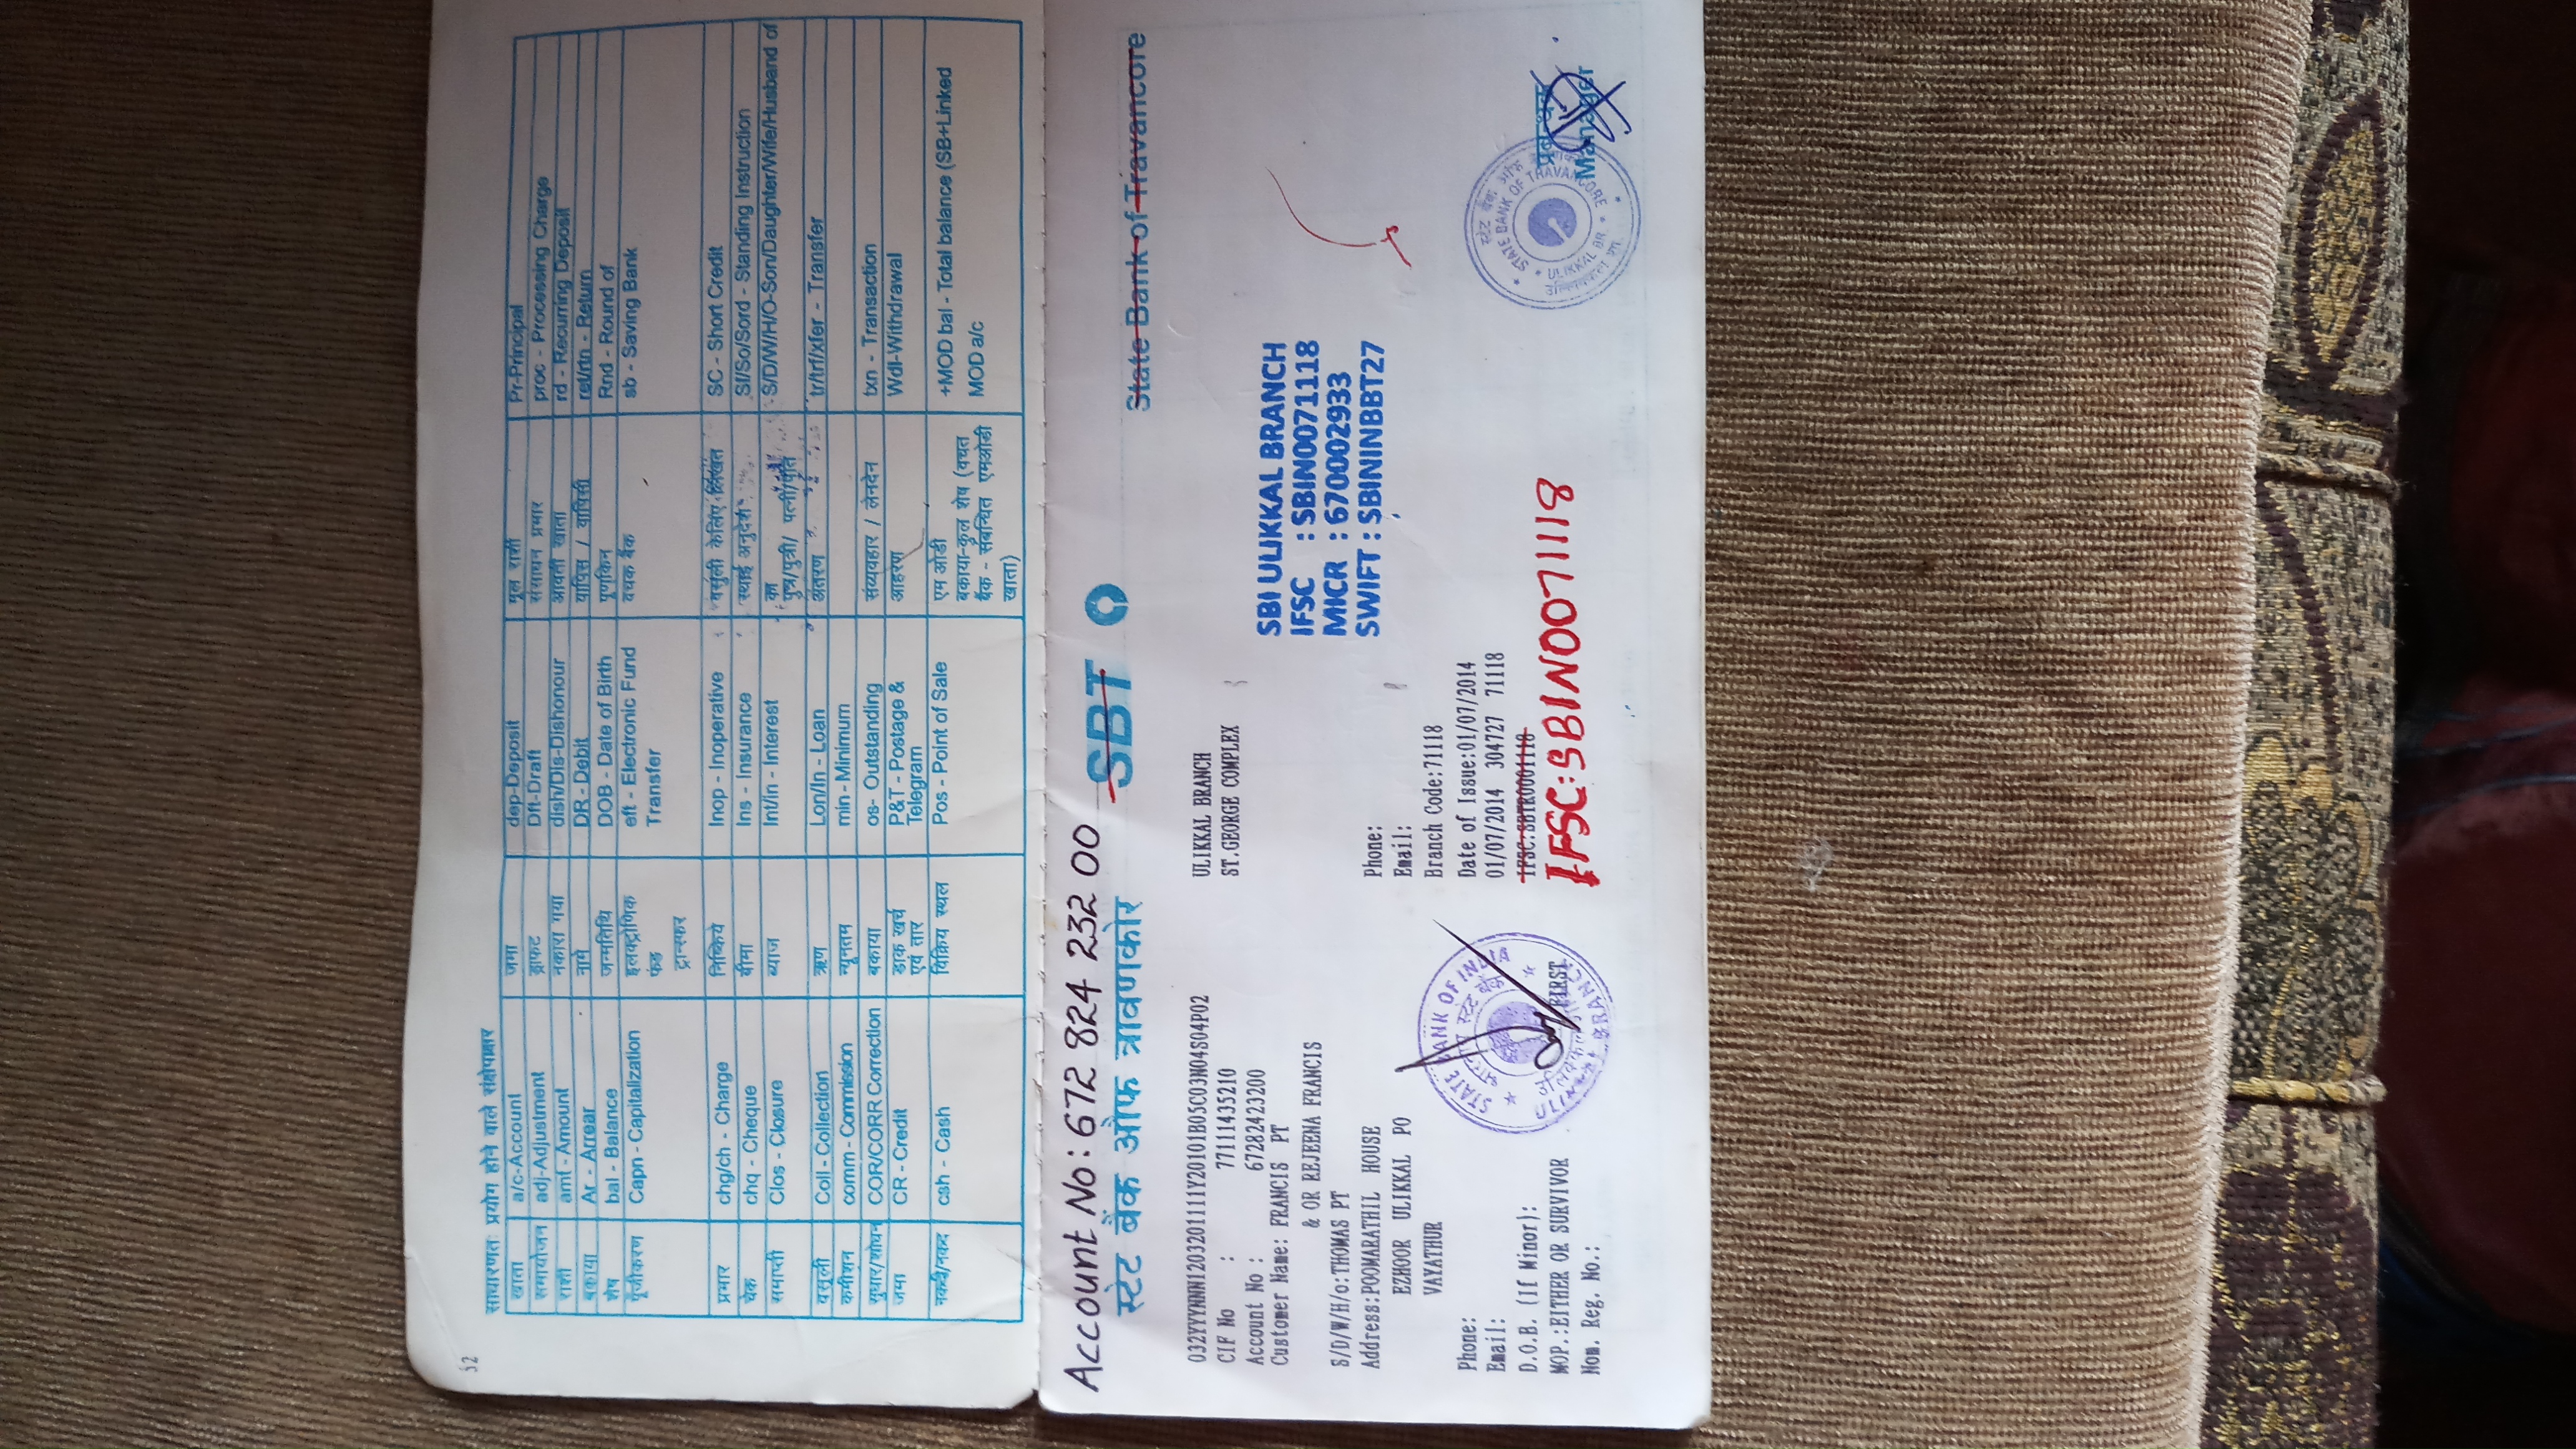 52
साधारणतः प्रयोग होने वाले संक्षेपाक्षर
खाता a/c-Account जमा dep-Deposit मूल राशी Pr-Principal
समायोजन adj-Adjustment ड्राफट Dft-Draft संसाधन प्रभार proc - Processing Charge
राशी amt - Amount नकारा गया dish/Dis-Dishonour आवर्ती खाता rd - Recurring Deposit
बकाया Ar - Arrear नामे DR - Debit वापिस / वापिसी ret/rtn - Return
शेष bal - Balance जन्मतिथि DOB - Date of Birth पूर्णांकन Rnd - Round of
पूँजीकरण Capn - Capitalization इलक्ट्रोणिक eft - Electronic Fund वचक बैंक sb - Saving Bank
फंड Transfer
ट्रान्स्फर
प्रभार chg/ch - Charge निष्क्रिये Inop - Inoperative वसुली केलिए लिखित SC - Short Credit
चेक chq - Cheque बीमा Ins - Insurance स्थाई अनुदेश SI/So/Sord - Standing Instruction
समाप्ती Clos - Closure ब्याज Int/in - Interest का S/D/W/H/O-Son/Daughter/Wife/Husband of
पुत्र/पुत्री/ पत्नी/पति
वसूली Coll - Collection ऋण Lon/ln - Loan अंतरण tr/trf/xfer - Transfer
कमीशन comm - Commission न्यूनतम min - Minimum
सुधार/शोधन COR/CORR Correction बकाया os- Outstanding संव्यवहार / लेनदेन txn - Transaction
जमा CR - Credit डाक खर्च P&T - Postage & आहरण Wdl-Withdrawal
एवं तार Telegram
नकदी/नकद csh - Cash विक्रिय स्थल Pos - Point of Sale एम ओडी +MOD bal - Total balance (SB+Linked
बकाया-कुल शेष (वचत MOD a/c
बैंक - संबन्धित एमओडी
खाता)
Account No: 672 824 232 00
SBT
स्टेट बैंक औफ त्रावणकोर
State Bank of Travancore
032YYYNNN1203201111Y20101B05C03N04S04P02
CIF No : 77111435210
Account No : 67282423200
Customer Name: FRANCIS PT
& OR REJEENA FRANCIS
S/D/W/H/o:THOMAS PT
Address:POOMARATHIL HOUSE
EZHOOR ULIKKAL PO
VAYATHUR
Phone:
Email:
D.O.B. (If Minor):
MOP.:EITHER OR SURVIVOR
Nom. Reg. No.:
FIRST
STATE BANK OF INDIA
भारतीय स्टेट बैंक
ULIKKAL BRANCH
ULIKKAL BRANCH
ST.GEORGE COMPLEX
Phone:
Email:
Branch Code:71118
Date of Issue:01/07/2014
01/07/2014 304727 71118
IFSC:SBTR0001118
IFSC:SBIN0071118
SBI ULIKKAL BRANCH
IFSC : SBIN0071118
MICR : 670002933
SWIFT : SBININBBT27
स्टेट बैंक औफ
STATE BANK OF TRAVANCORE
ULIKKAL BR.
प्रबन्धक
Manager